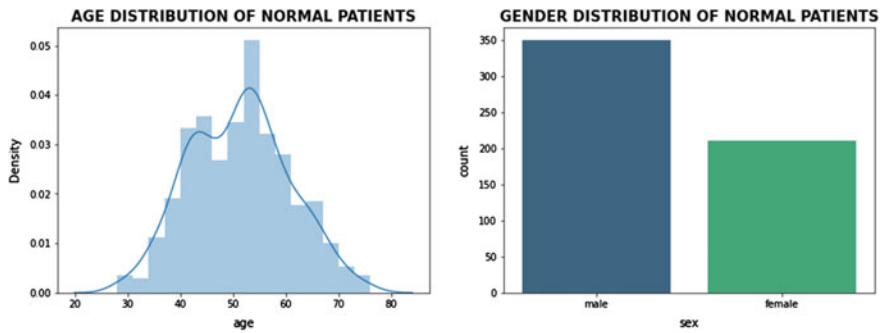 AGE DISTRIBUTION OF NORMAL PATIENTS
0.05
0.04
0.03
0.02
0.01
0.00
Density
20 30 40 50 60 70 80
age
GENDER DISTRIBUTION OF NORMAL PATIENTS
350
300
250
200
150
100
50
0
count
male female
sex